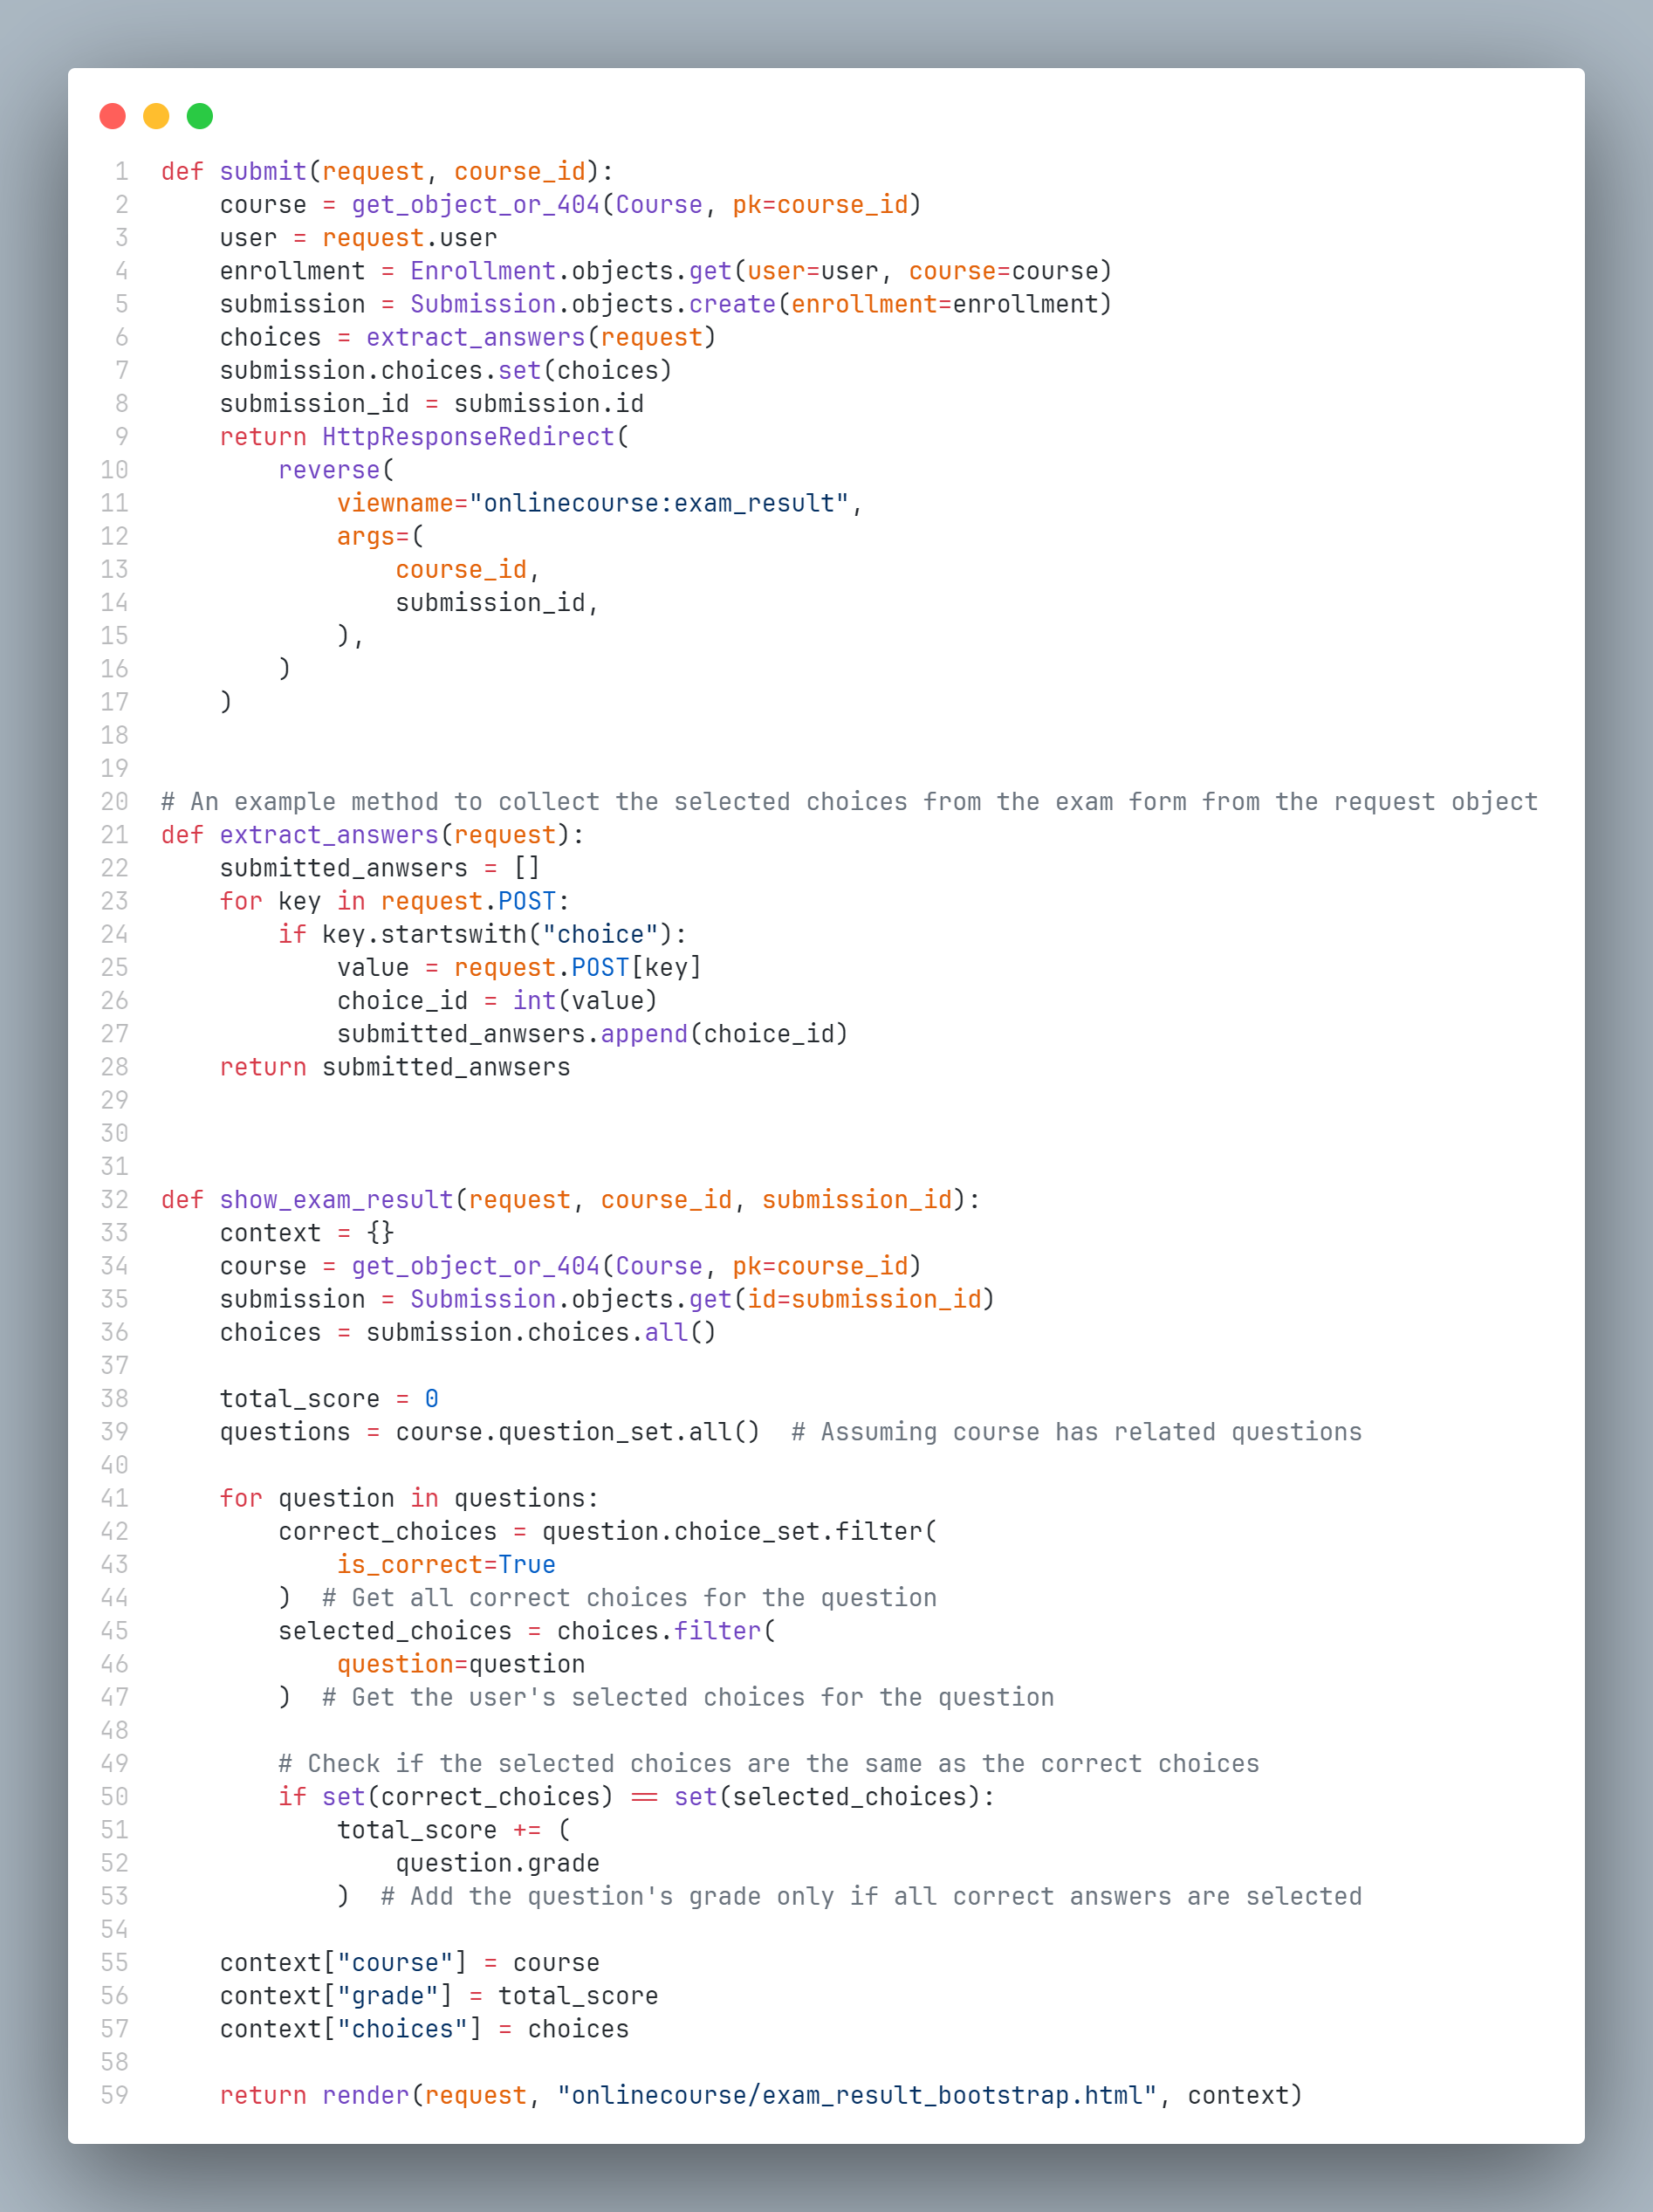 1 def submit(request, course_id):
2     course = get_object_or_404(Course, pk=course_id)
3     user = request.user
4     enrollment = Enrollment.objects.get(user=user, course=course)
5     submission = Submission.objects.create(enrollment=enrollment)
6     choices = extract_answers(request)
7     submission.choices.set(choices)
8     submission_id = submission.id
9     return HttpResponseRedirect(
10         reverse(
11             viewname="onlinecourse:exam_result",
12             args=(
13                 course_id,
14                 submission_id,
15             ),
16         )
17     )
18
19
20 # An example method to collect the selected choices from the exam form from the request object
21 def extract_answers(request):
22     submitted_anwsers = []
23     for key in request.POST:
24         if key.startswith("choice"):
25             value = request.POST[key]
26             choice_id = int(value)
27             submitted_anwsers.append(choice_id)
28     return submitted_anwsers
29
30
31
32 def show_exam_result(request, course_id, submission_id):
33     context = {}
34     course = get_object_or_404(Course, pk=course_id)
35     submission = Submission.objects.get(id=submission_id)
36     choices = submission.choices.all()
37
38     total_score = 0
39     questions = course.question_set.all()  # Assuming course has related questions
40
41     for question in questions:
42         correct_choices = question.choice_set.filter(
43             is_correct=True
44         )  # Get all correct choices for the question
45         selected_choices = choices.filter(
46             question=question
47         )  # Get the user's selected choices for the question
48
49         # Check if the selected choices are the same as the correct choices
50         if set(correct_choices) == set(selected_choices):
51             total_score += (
52                 question.grade
53             )  # Add the question's grade only if all correct answers are selected
54
55     context["course"] = course
56     context["grade"] = total_score
57     context["choices"] = choices
58
59     return render(request, "onlinecourse/exam_result_bootstrap.html", context)